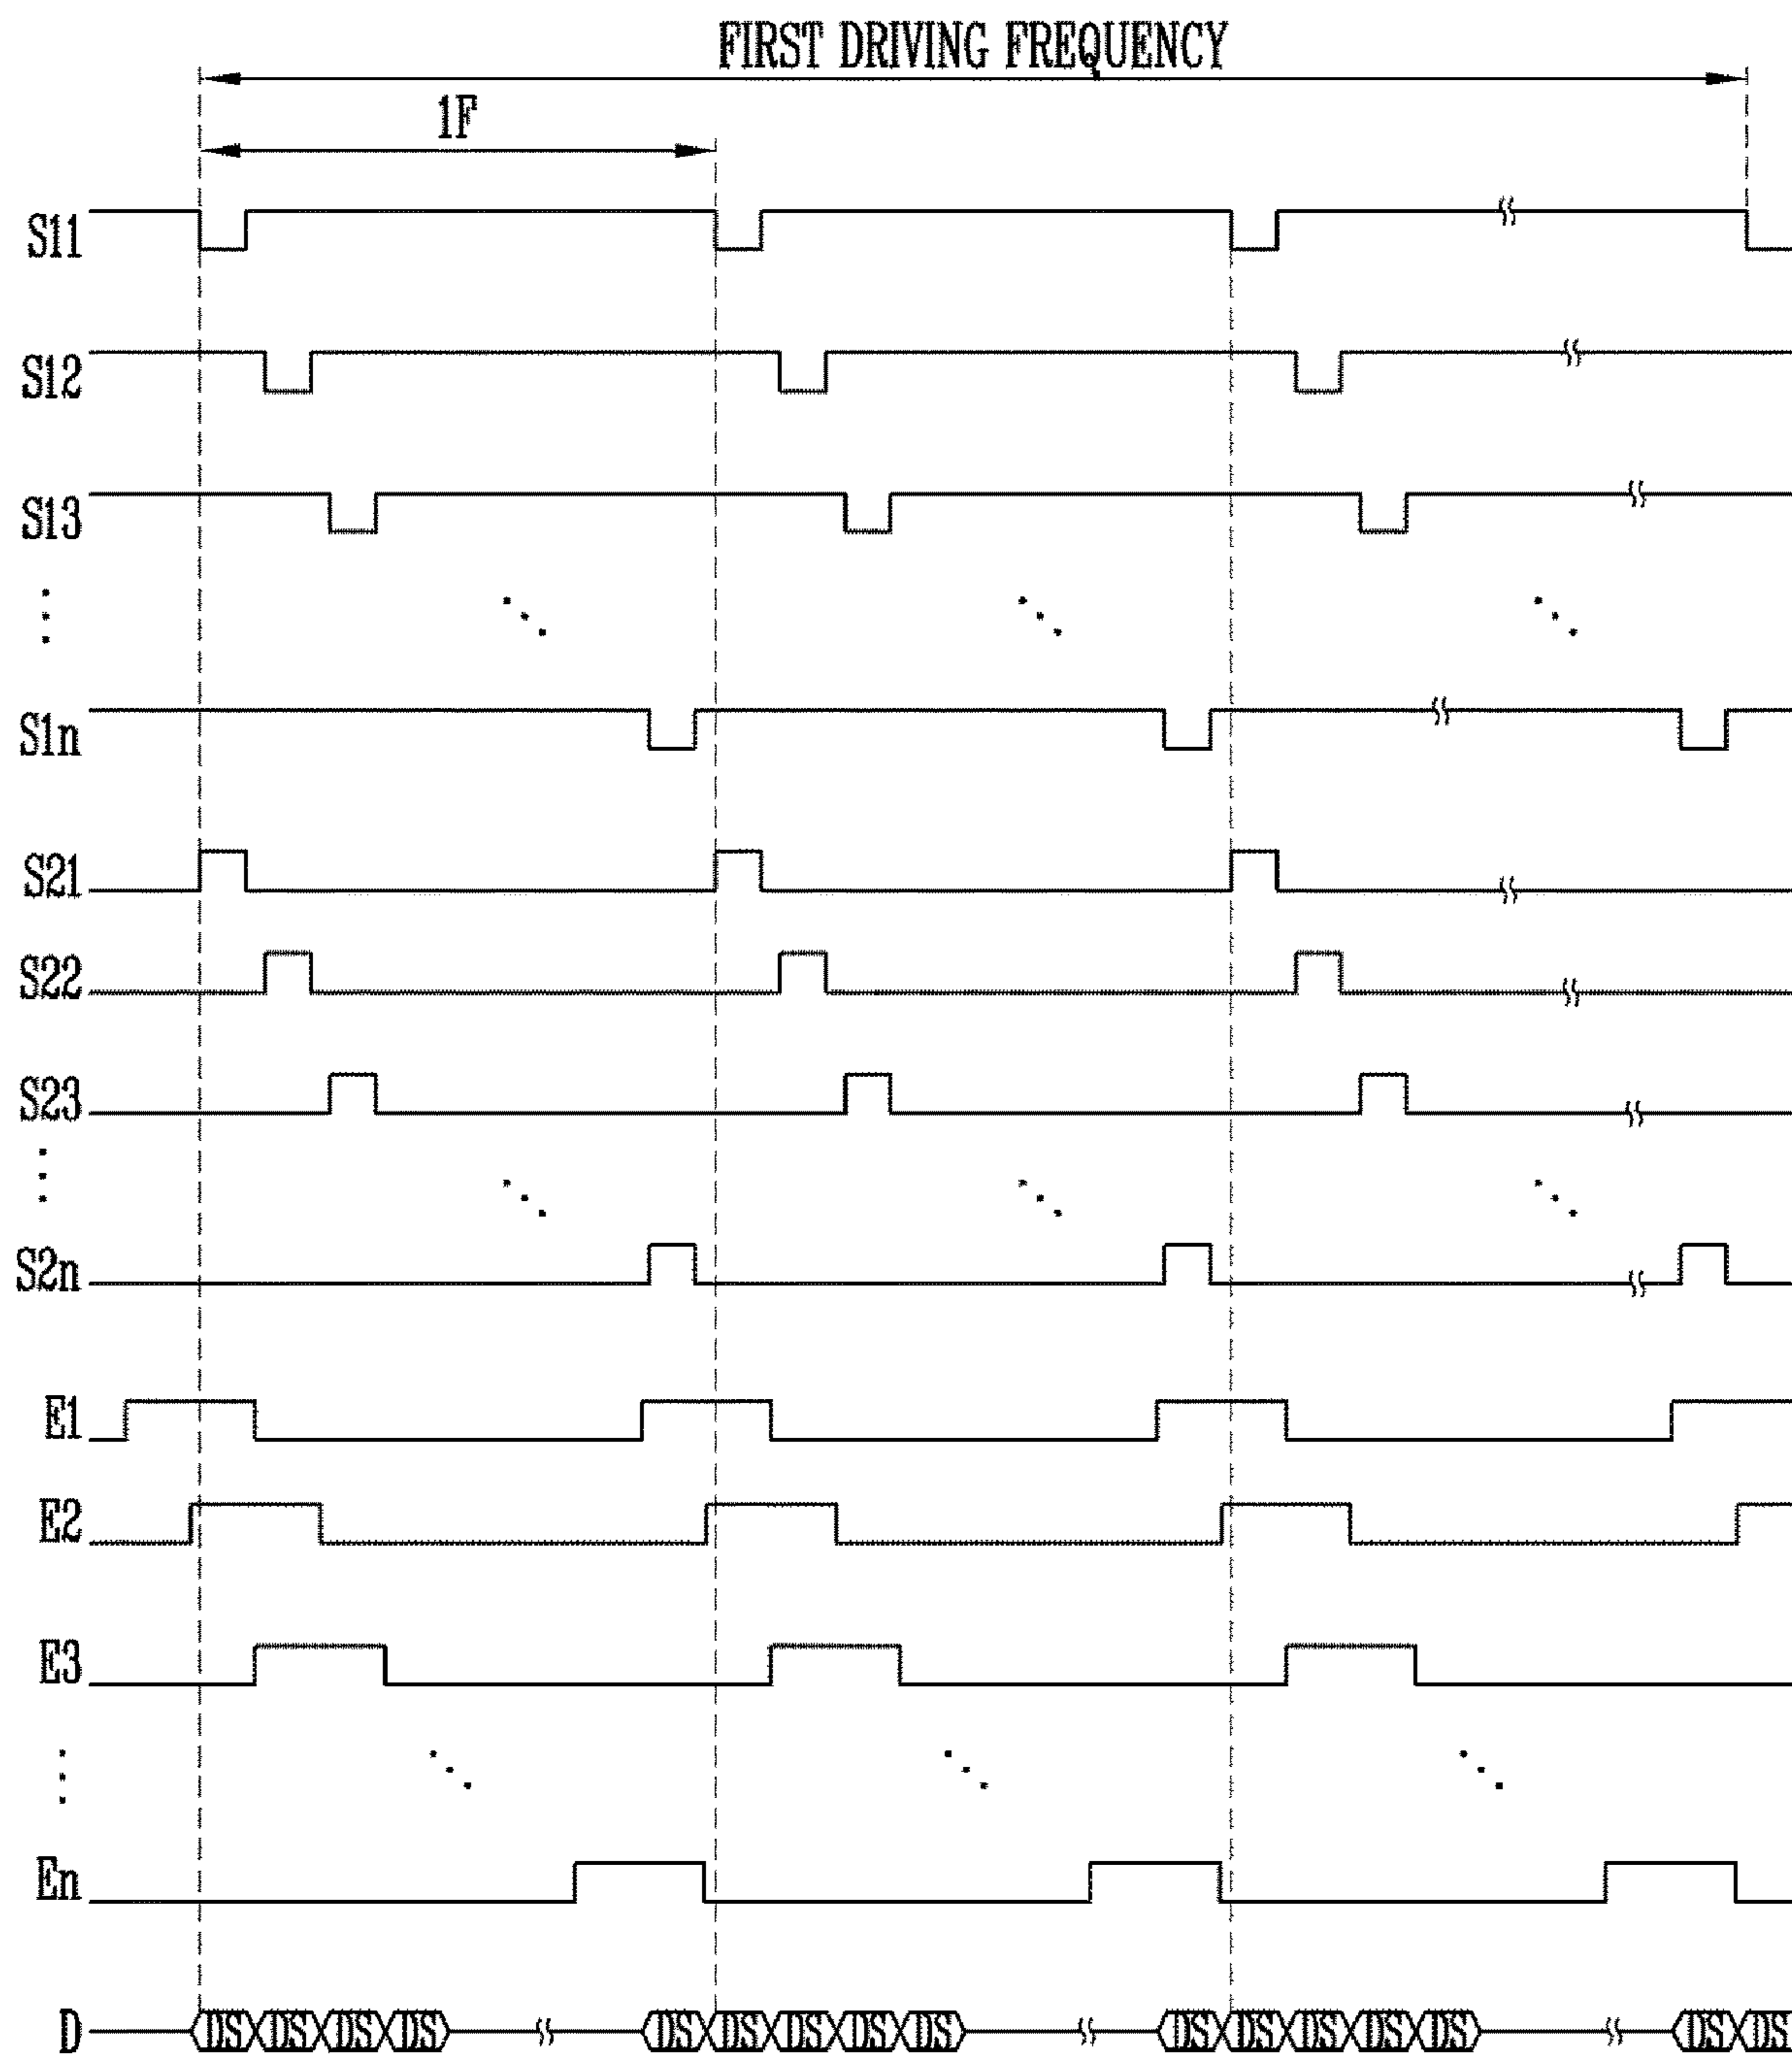 FIRST DRIVING FREQUENCY
1F
S11
S12
S13
S1n
S21
S22
S23
S2n
E1
E2
E3
En
D DS DS DS DS DS DS DS DS DS DS DS DS DS DS DS DS